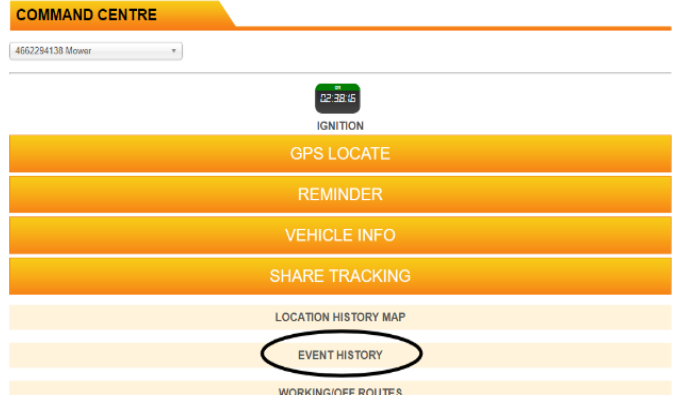 COMMAND CENTRE
4662294138 Mower
ON
02:38:16
IGNITION
GPS LOCATE
REMINDER
VEHICLE INFO
SHARE TRACKING
LOCATION HISTORY MAP
EVENT HISTORY
WORKING/OFF ROUTES